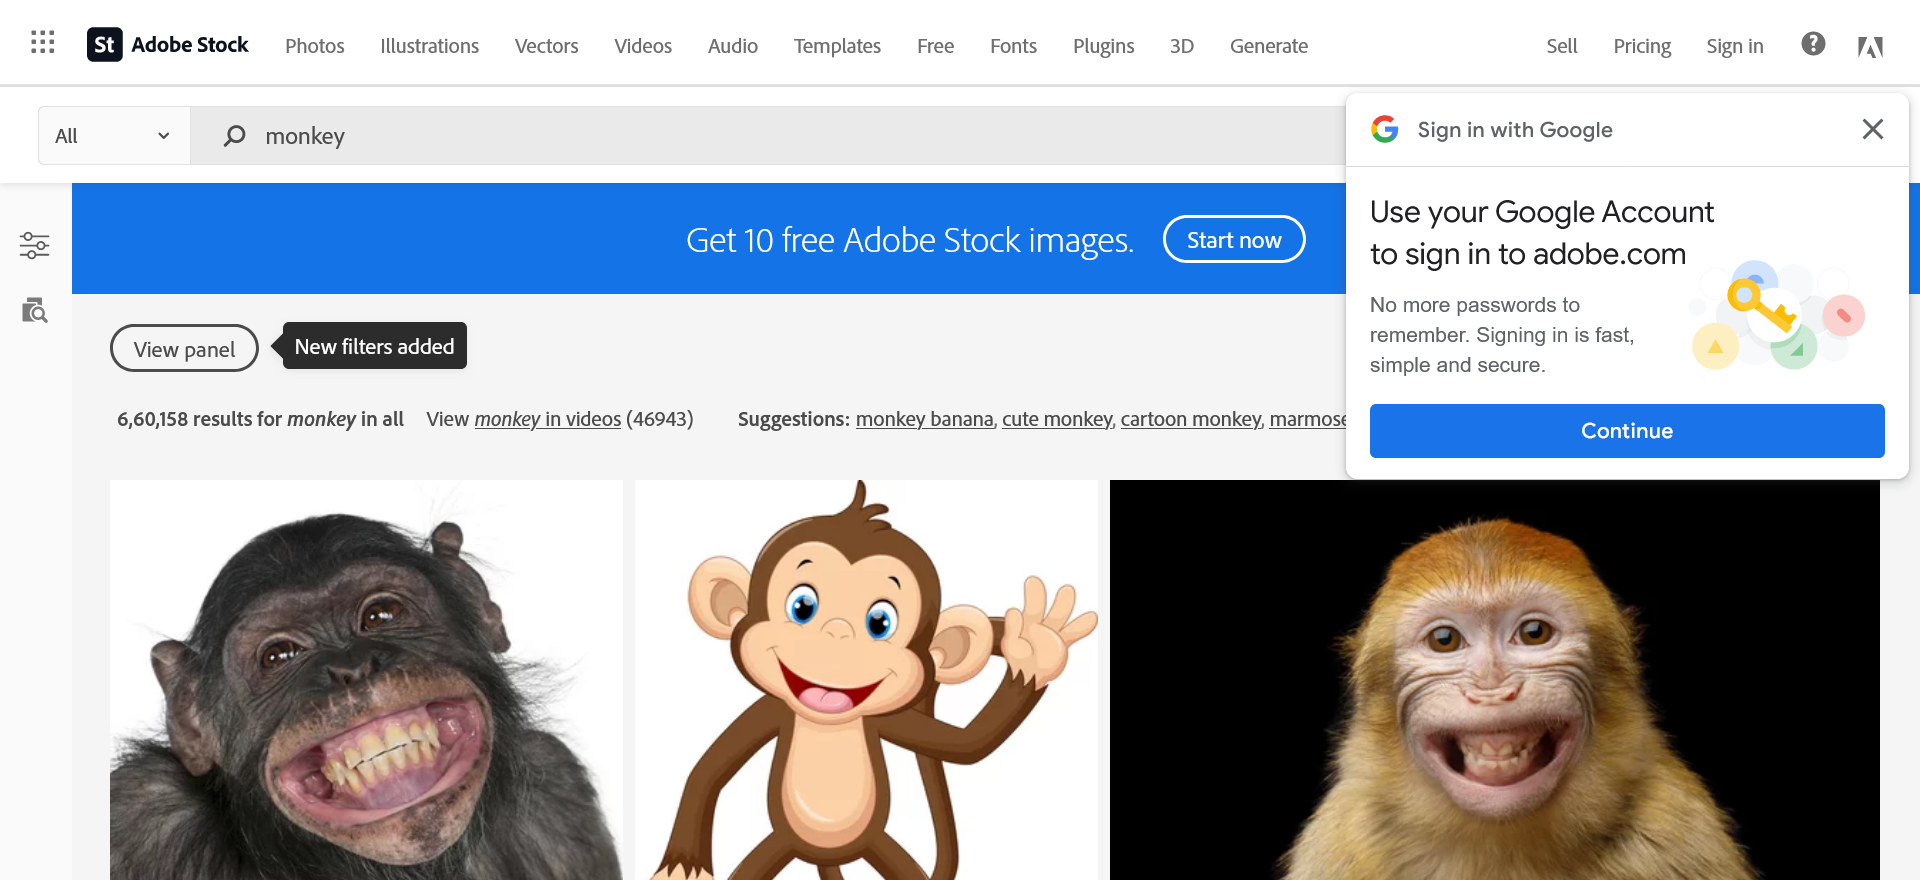 St Adobe Stock Photos Illustrations Vectors Videos Audio Templates Free Fonts Plugins 3D Generate Sell Pricing Sign in ?
All monkey
Sign in with Google
Use your Google Account
to sign in to adobe.com
No more passwords to
remember. Signing in is fast,
simple and secure.
Continue
Get 10 free Adobe Stock images. Start now
View panel New filters added
6,60,158 results for monkey in all View monkey in videos (46943) Suggestions: monkey banana, cute monkey, cartoon monkey, marmose